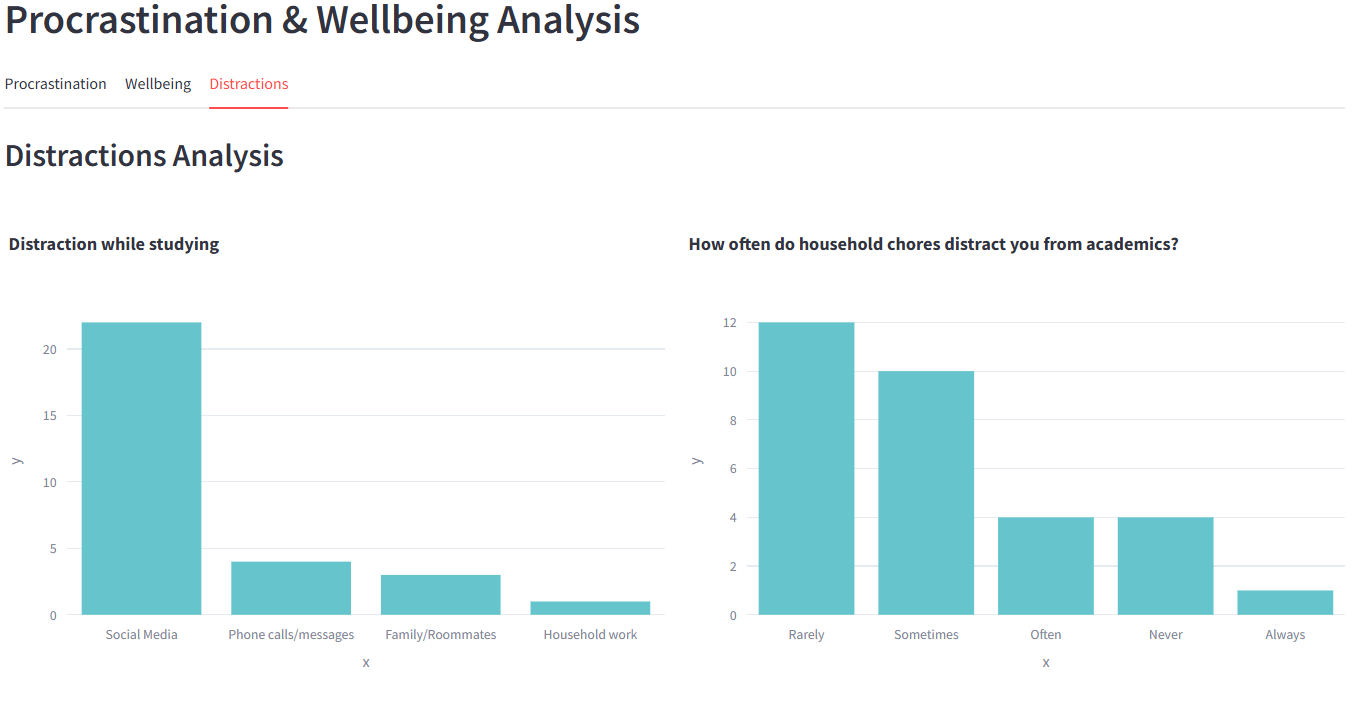 Procrastination & Wellbeing Analysis
Procrastination Wellbeing Distractions
Distractions Analysis
Distraction while studying
20
15
10
5
0
y
Social Media Phone calls/messages Family/Roommates Household work
x
How often do household chores distract you from academics?
12
10
8
6
4
2
0
y
Rarely Sometimes Often Never Always
x